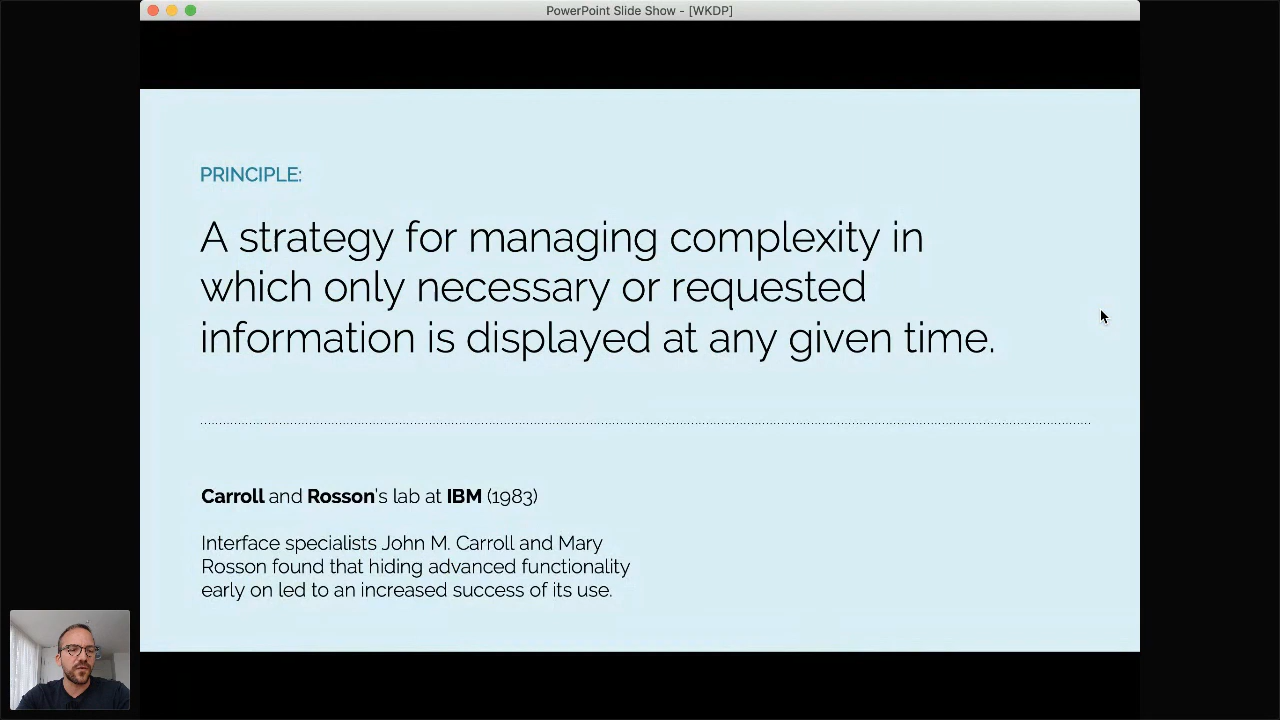 PowerPoint Slide Show - [WKDP]
PRINCIPLE:
A strategy for managing complexity in
which only necessary or requested
information is displayed at any given time.
Carroll and Rosson's lab at IBM (1983)
Interface specialists John M. Carroll and Mary
Rosson found that hiding advanced functionality
early on led to an increased success of its use.